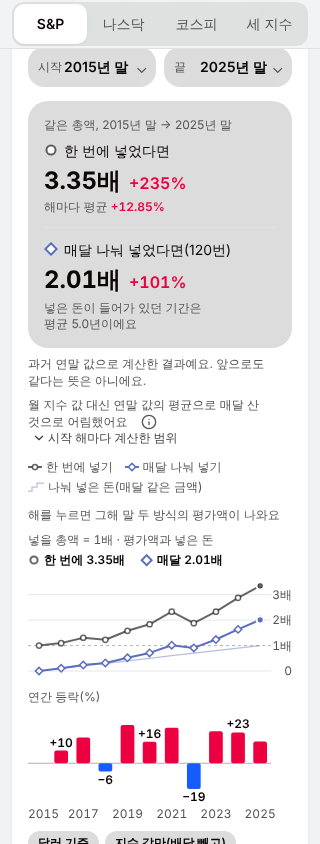 S&P 나스닥 코스피 세 지수
시작 2015년 말 끝 2025년 말
같은 총액, 2015년 말 → 2025년 말
한 번에 넣었다면
3.35배 +235%
해마다 평균 +12.85%
매달 나눠 넣었다면(120번)
2.01배 +101%
넣은 돈이 들어가 있던 기간은
평균 5.0년이에요
과거 연말 값으로 계산한 결과예요. 앞으로도
같다는 뜻은 아니에요.
월 지수 값 대신 연말 값의 평균으로 매달 산
것으로 어림했어요
시작 해마다 계산한 범위
한 번에 넣기 매달 나눠 넣기
나눠 넣은 돈(매달 같은 금액)
해를 누르면 그해 말 두 방식의 평가액이 나와요
넣을 총액 = 1배 · 평가액과 넣은 돈
한 번에 3.35배 매달 2.01배
3배
2배
1배
0
연간 등락(%)
+10 −6 +16 −19 +23
2015 2017 2019 2021 2023 2025
달러 기준 지수 값만(배당 빼고)